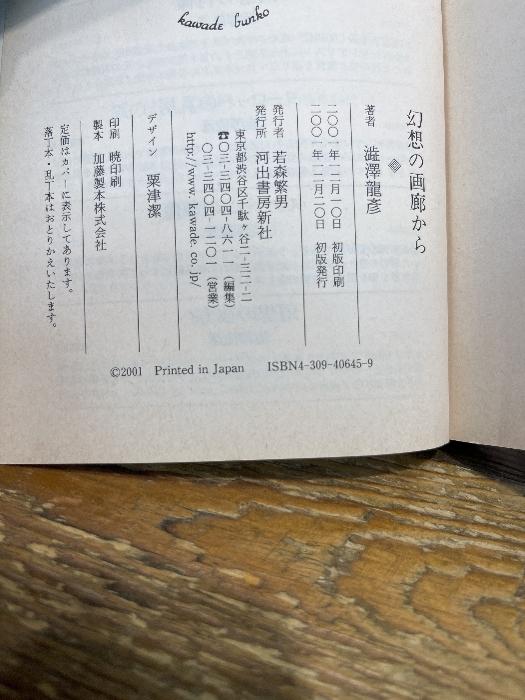 kawade bunko
幻想の画廊から
著者 澁澤龍彦
二〇〇一年一二月一〇日 初版印刷
二〇〇一年一二月二〇日 初版発行
発行者 若森繁男
発行所 河出書房新社
東京都渋谷区千駄ヶ谷二-三二-二
☎〇三-三四〇四-八六一一（編集）
〇三-三四〇四-一二〇一（営業）
http://www.kawade.co.jp/
デザイン 粟津潔
印刷 暁印刷
製本 加藤製本株式会社
定価はカバーに表示してあります。
落丁本・乱丁本はおとりかえいたします。
©2001 Printed in Japan ISBN4-309-40645-9